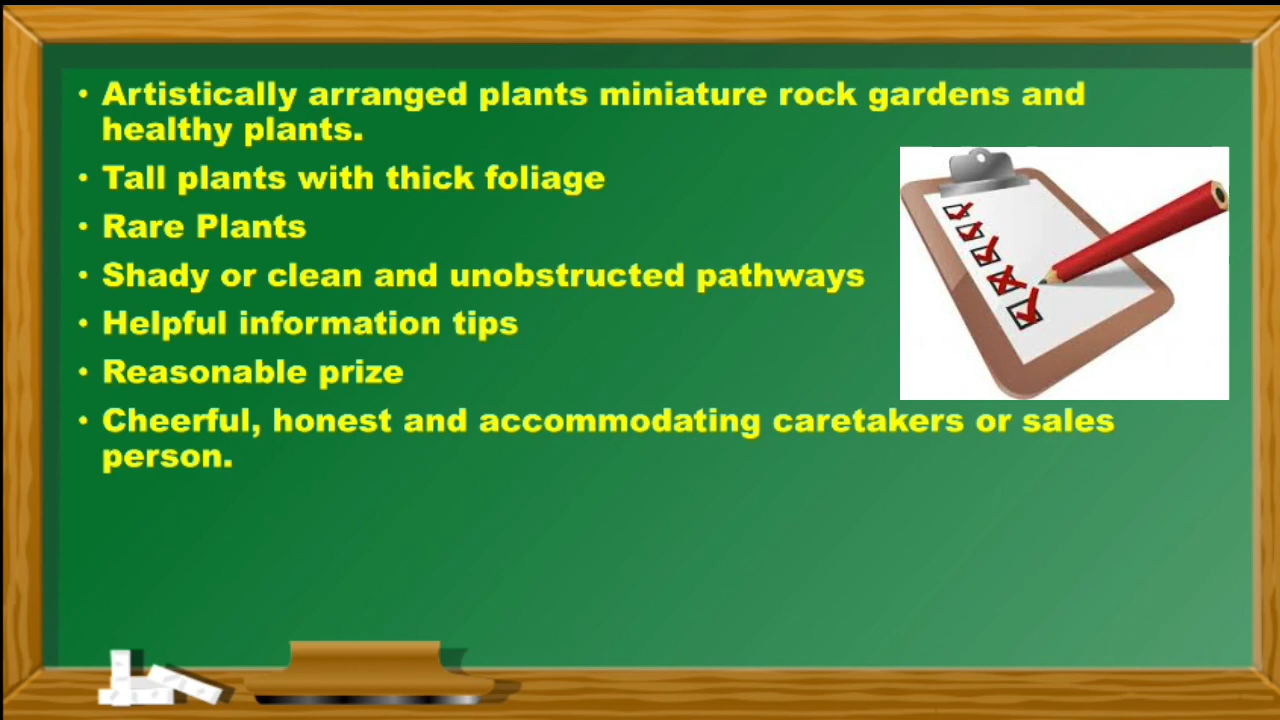 • Artistically arranged plants miniature rock gardens and
healthy plants.
• Tall plants with thick foliage
• Rare Plants
• Shady or clean and unobstructed pathways
• Helpful information tips
• Reasonable prize
• Cheerful, honest and accommodating caretakers or sales
person.